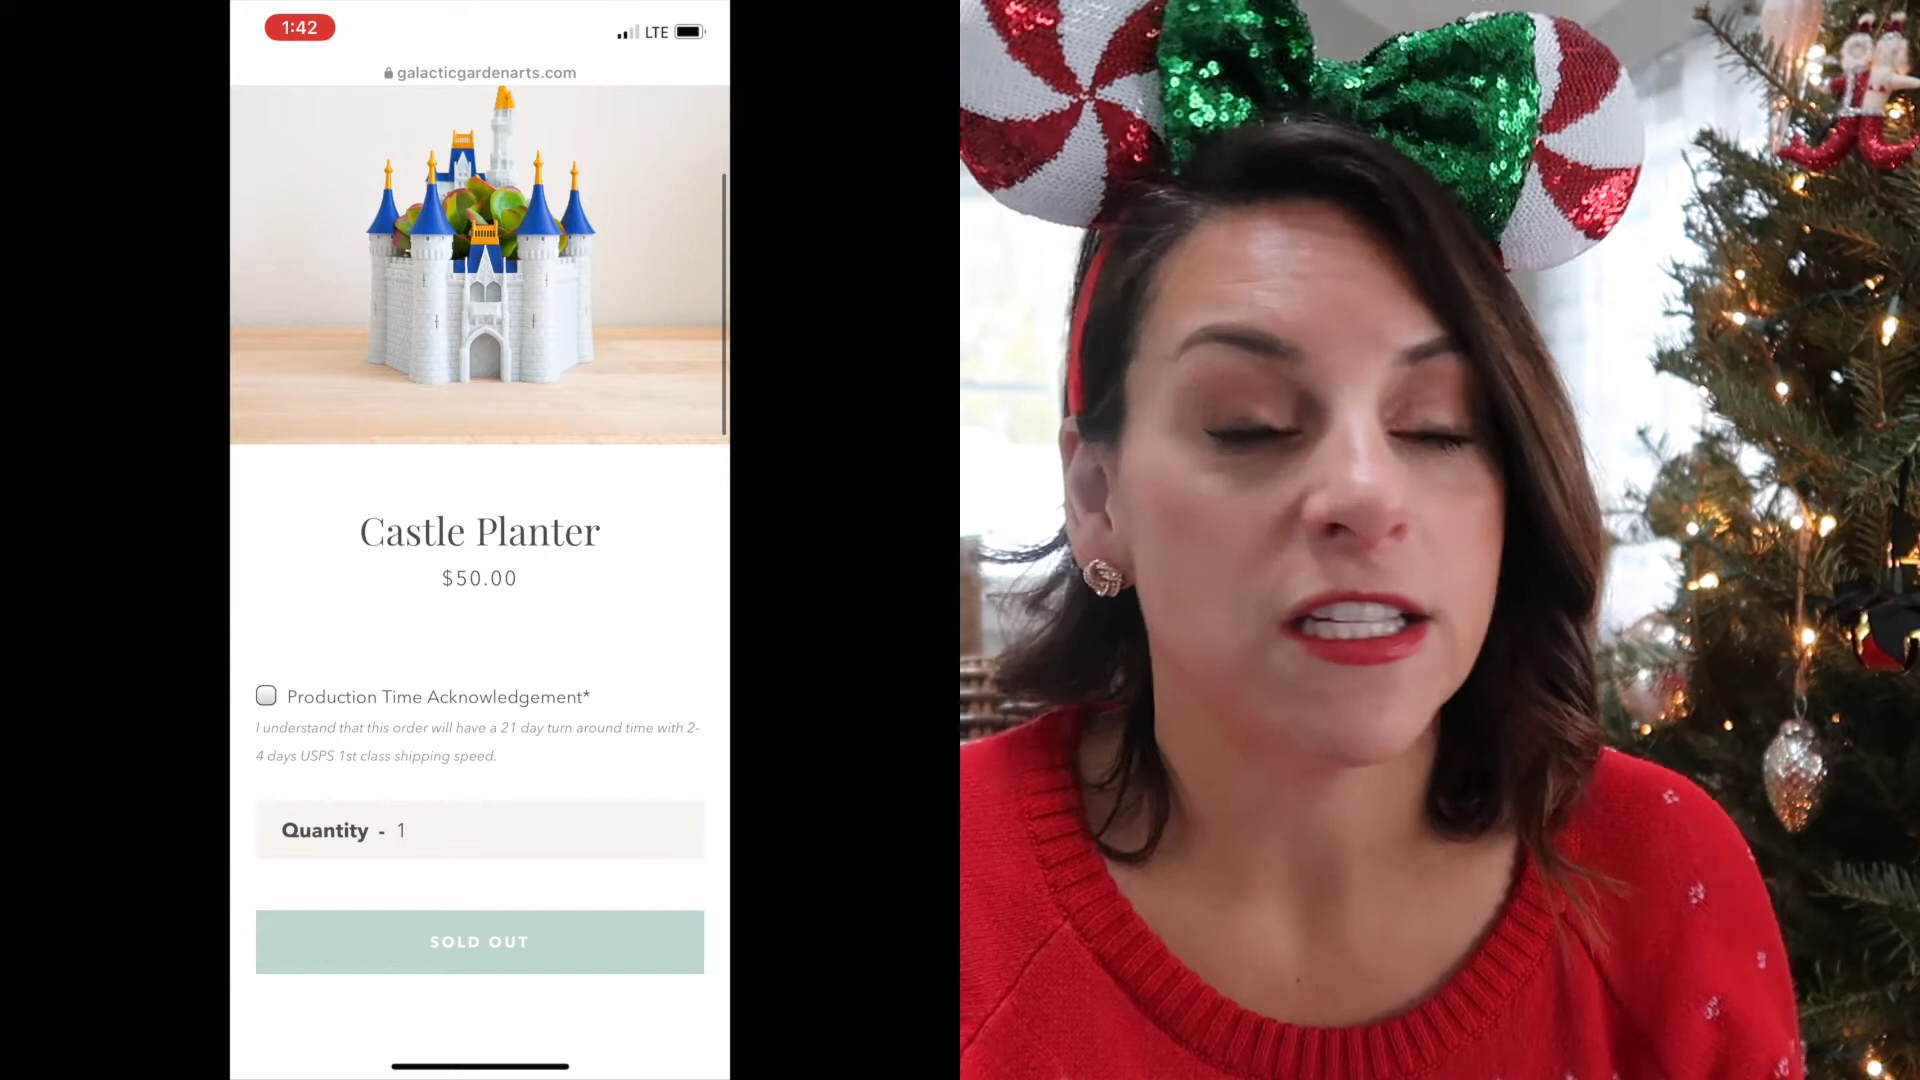 1:42
LTE
galacticgardenarts.com
Castle Planter
$50.00
Production Time Acknowledgement*
I understand that this order will have a 21 day turn around time with 2-
4 days USPS 1st class shipping speed.
Quantity - 1
SOLD OUT